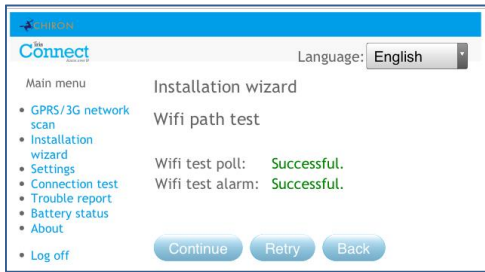 CHIRON
Iris
Connect
Language: English
Main menu
GPRS/3G network
scan
Installation
wizard
Settings
Connection test
Trouble report
Battery status
About
Log off
Installation wizard
Wifi path test
Wifi test poll: Successful.
Wifi test alarm: Successful.
Continue Retry Back